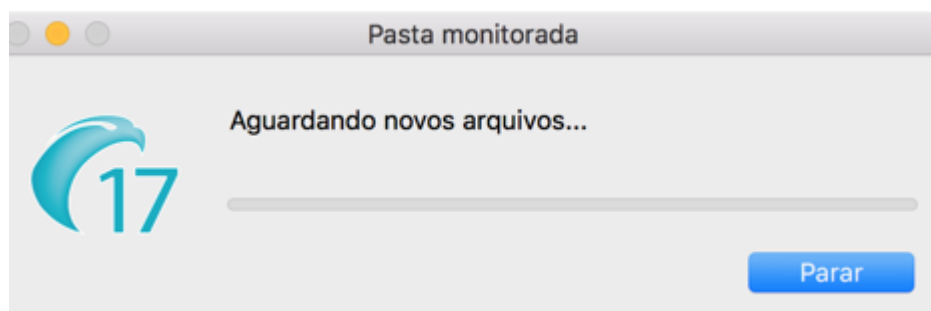 Pasta monitorada
Aguardando novos arquivos...
17
Parar